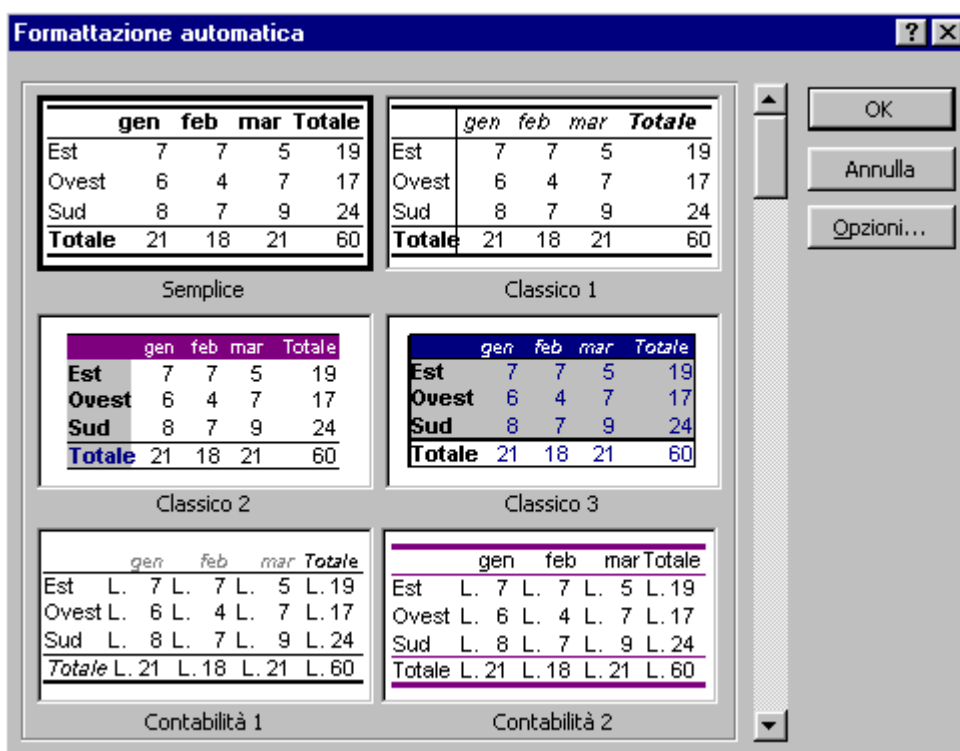 Formattazione automatica
gen feb mar Totale
Est 7 7 5 19
Ovest 6 4 7 17
Sud 8 7 9 24
Totale 21 18 21 60
Semplice
gen feb mar Totale
Est 7 7 5 19
Ovest 6 4 7 17
Sud 8 7 9 24
Totale 21 18 21 60
Classico 1
OK
Annulla
Opzioni...
gen feb mar Totale
Est 7 7 5 19
Ovest 6 4 7 17
Sud 8 7 9 24
Totale 21 18 21 60
Classico 2
gen feb mar Totale
Est 7 7 5 19
Ovest 6 4 7 17
Sud 8 7 9 24
Totale 21 18 21 60
Classico 3
gen feb mar Totale
Est L. 7 L. 7 L. 5 L. 19
Ovest L. 6 L. 4 L. 7 L. 17
Sud L. 8 L. 7 L. 9 L. 24
Totale L. 21 L. 18 L. 21 L. 60
Contabilità 1
gen feb mar Totale
Est L. 7 L. 7 L. 5 L. 19
Ovest L. 6 L. 4 L. 7 L. 17
Sud L. 8 L. 7 L. 9 L. 24
Totale L. 21 L. 18 L. 21 L. 60
Contabilità 2